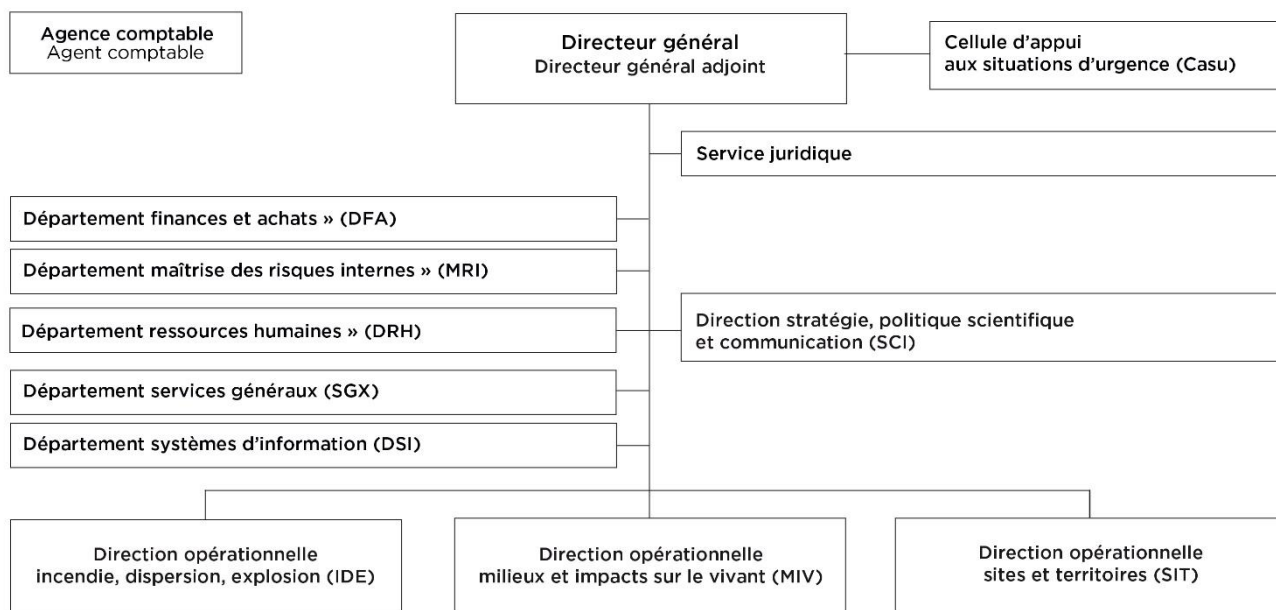 Agence comptable
Agent comptable
Directeur général
Directeur général adjoint
Cellule d'appui
aux situations d'urgence (Casu)
Service juridique
Département finances et achats » (DFA)
Département maîtrise des risques internes » (MRI)
Département ressources humaines » (DRH)
Direction stratégie, politique scientifique
et communication (SCI)
Département services généraux (SGX)
Département systèmes d'information (DSI)
Direction opérationnelle
incendie, dispersion, explosion (IDE)
Direction opérationnelle
milieux et impacts sur le vivant (MIV)
Direction opérationnelle
sites et territoires (SIT)